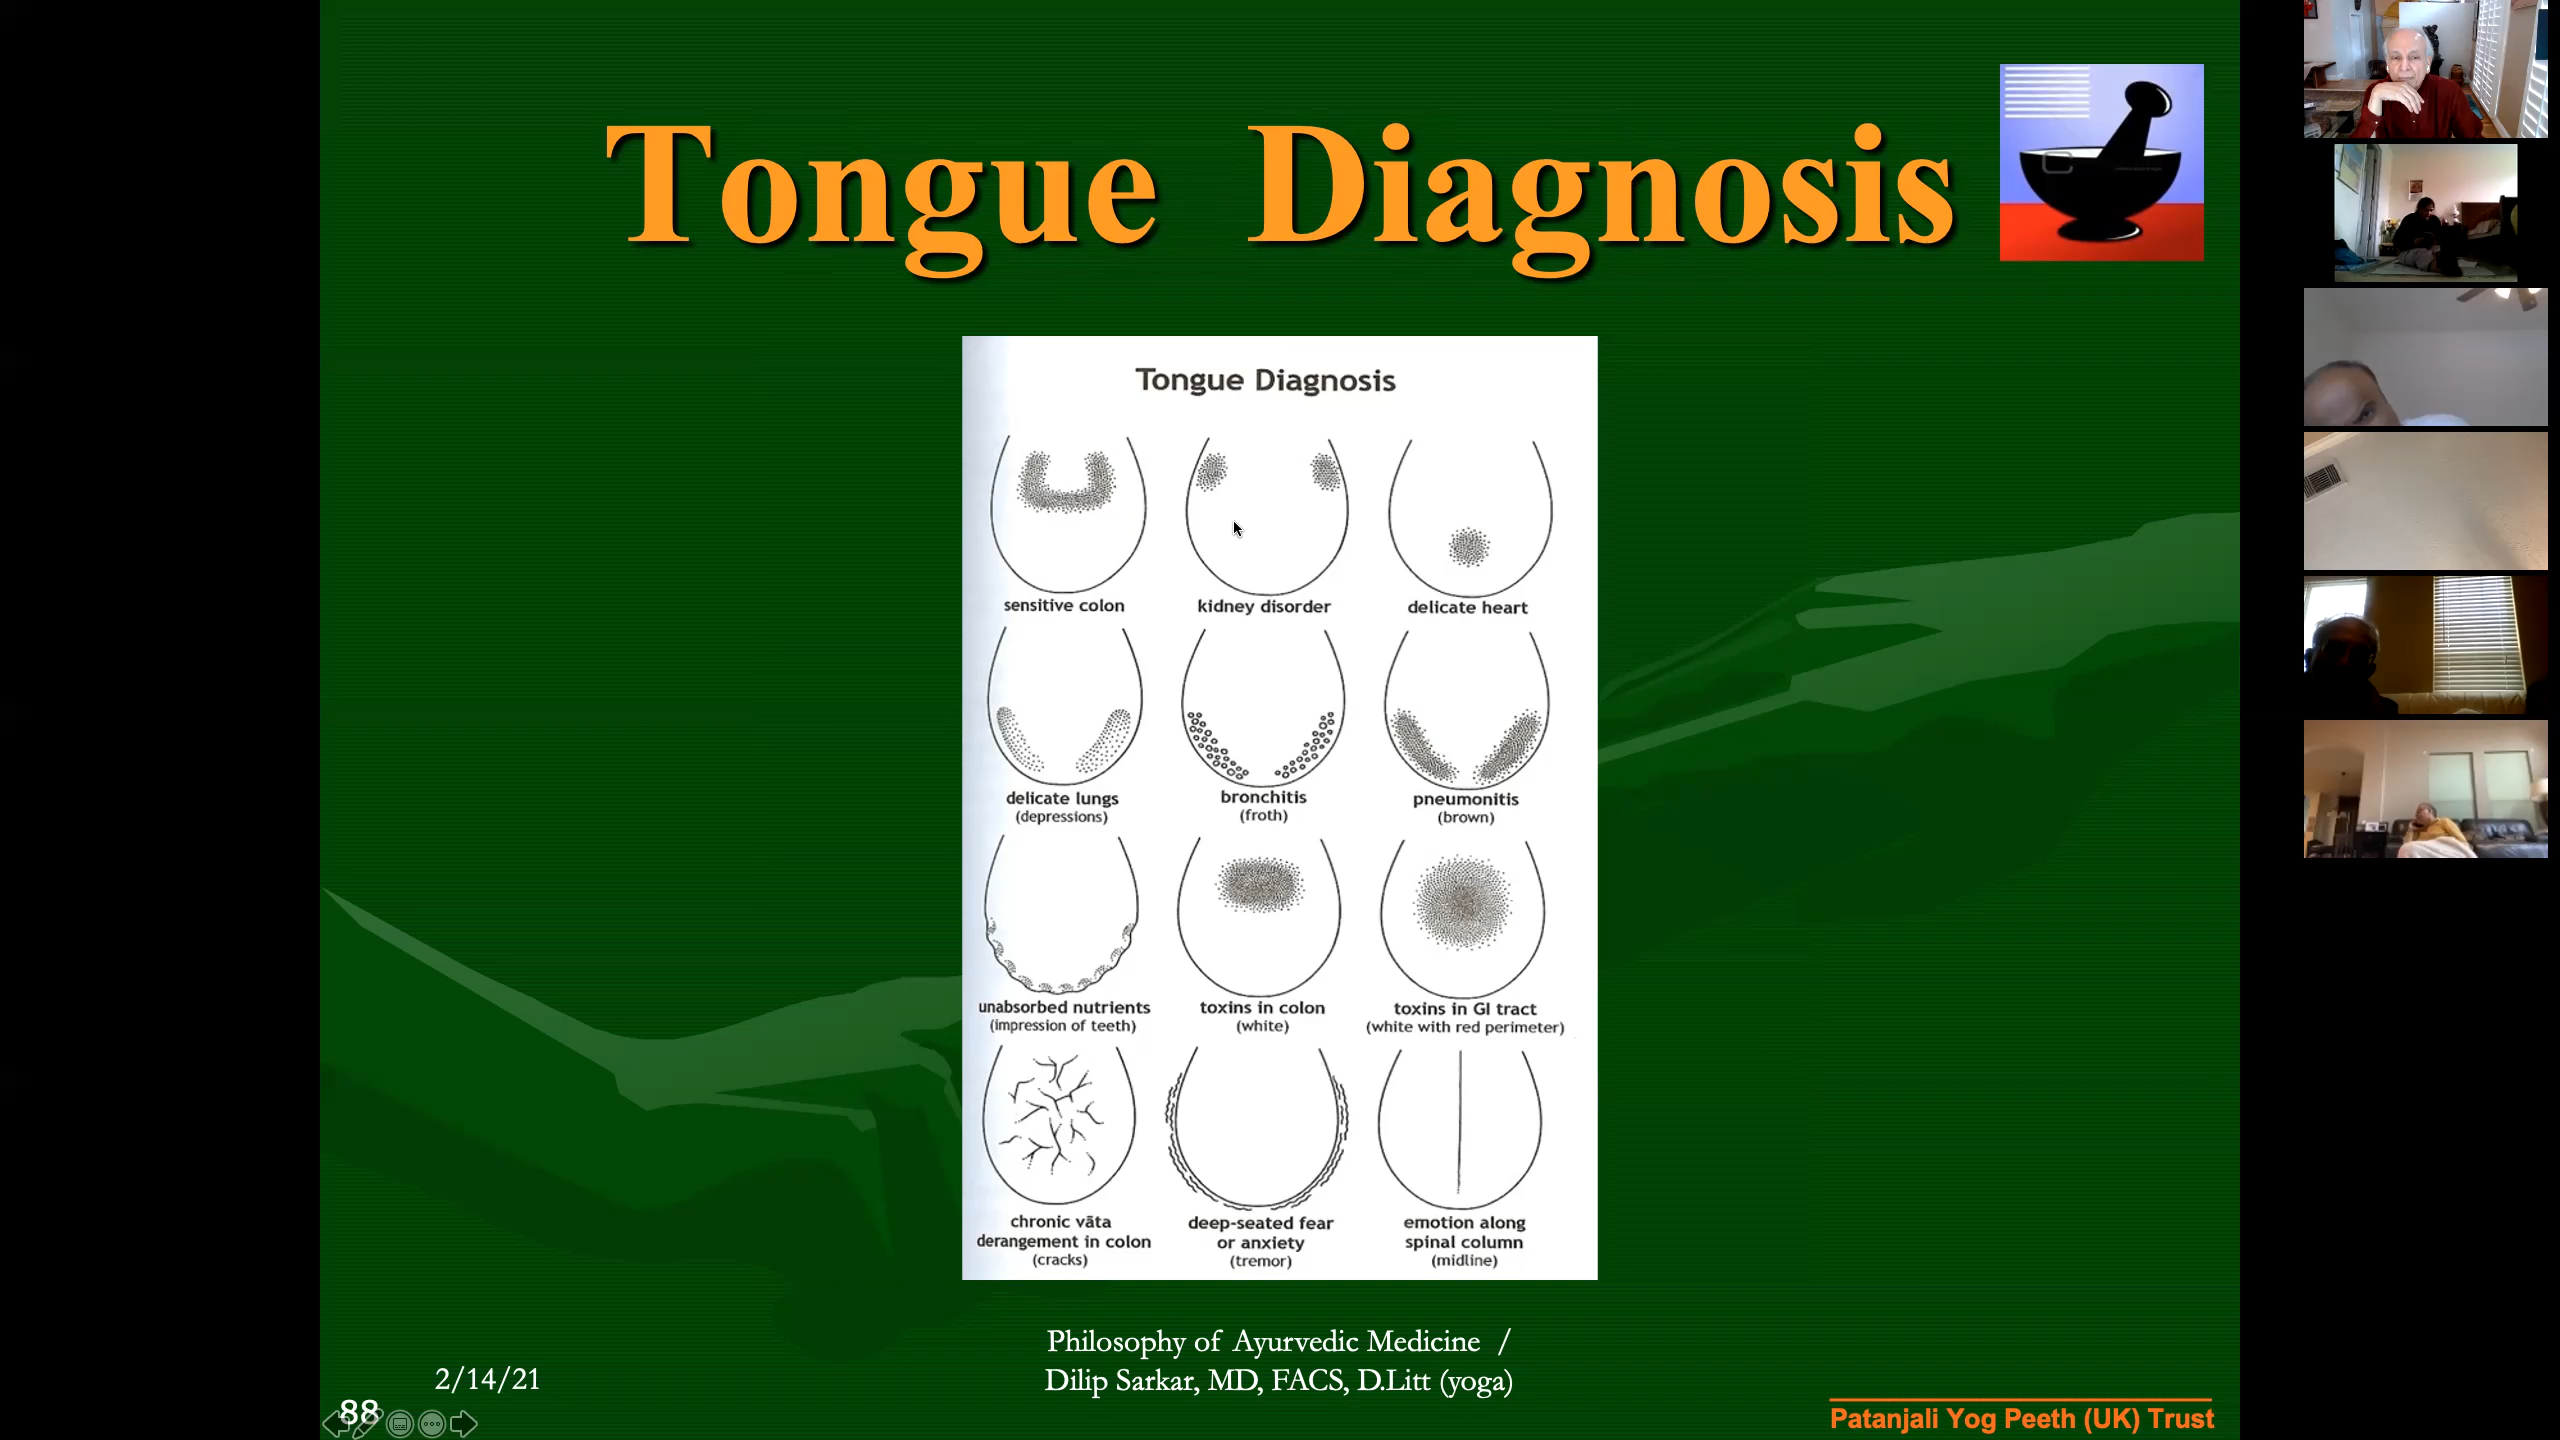 Tongue Diagnosis
Tongue Diagnosis
sensitive colon
kidney disorder
delicate heart
delicate lungs
(depressions)
bronchitis
(froth)
pneumonitis
(brown)
unabsorbed nutrients
(impression of teeth)
toxins in colon
(white)
toxins in GI tract
(white with red perimeter)
chronic vāta
derangement in colon
(cracks)
deep-seated fear
or anxiety
(tremor)
emotion along
spinal column
(midline)
Philosophy of Ayurvedic Medicine /
Dilip Sarkar, MD, FACS, D.Litt (yoga)
2/14/21
88
Patanjali Yog Peeth (UK) Trust